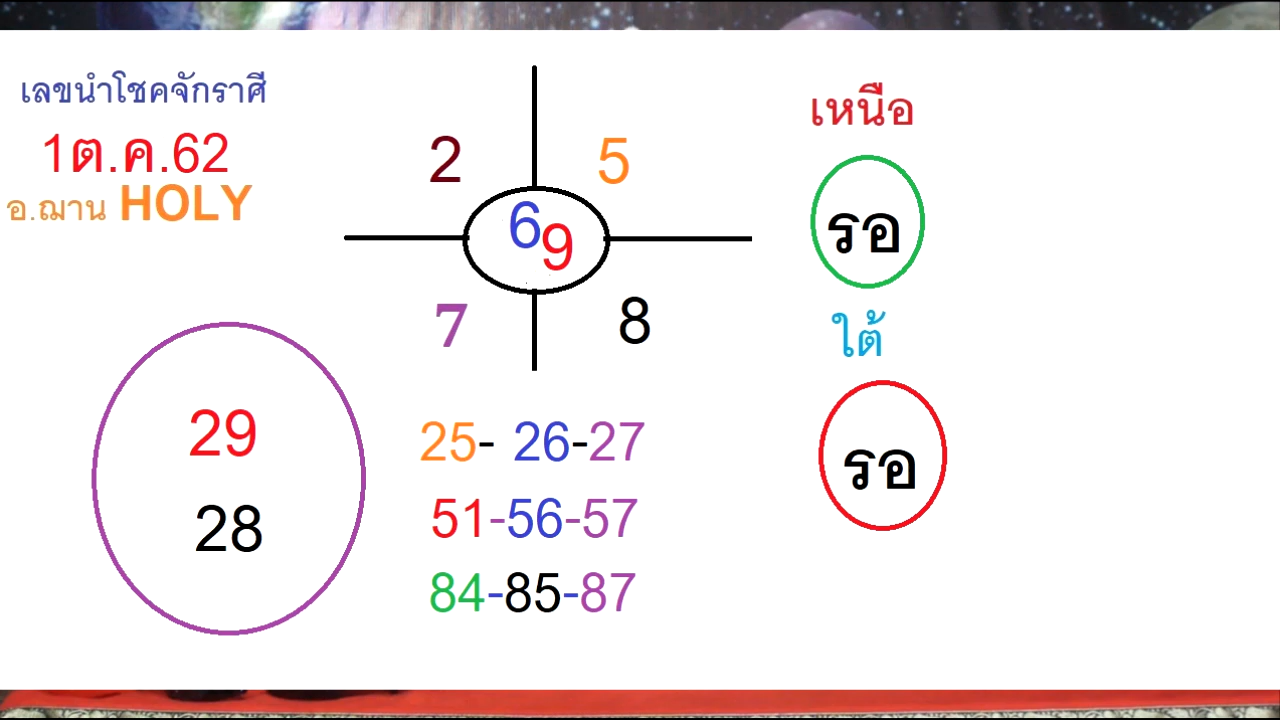 เลขนำโชคจักราศี
1ต.ค.62
อ.ฌาน HOLY
2 5
6 9
7 8
29
28
25- 26-27
51-56-57
84-85-87
เหนือ
รอ
ใต้
รอ